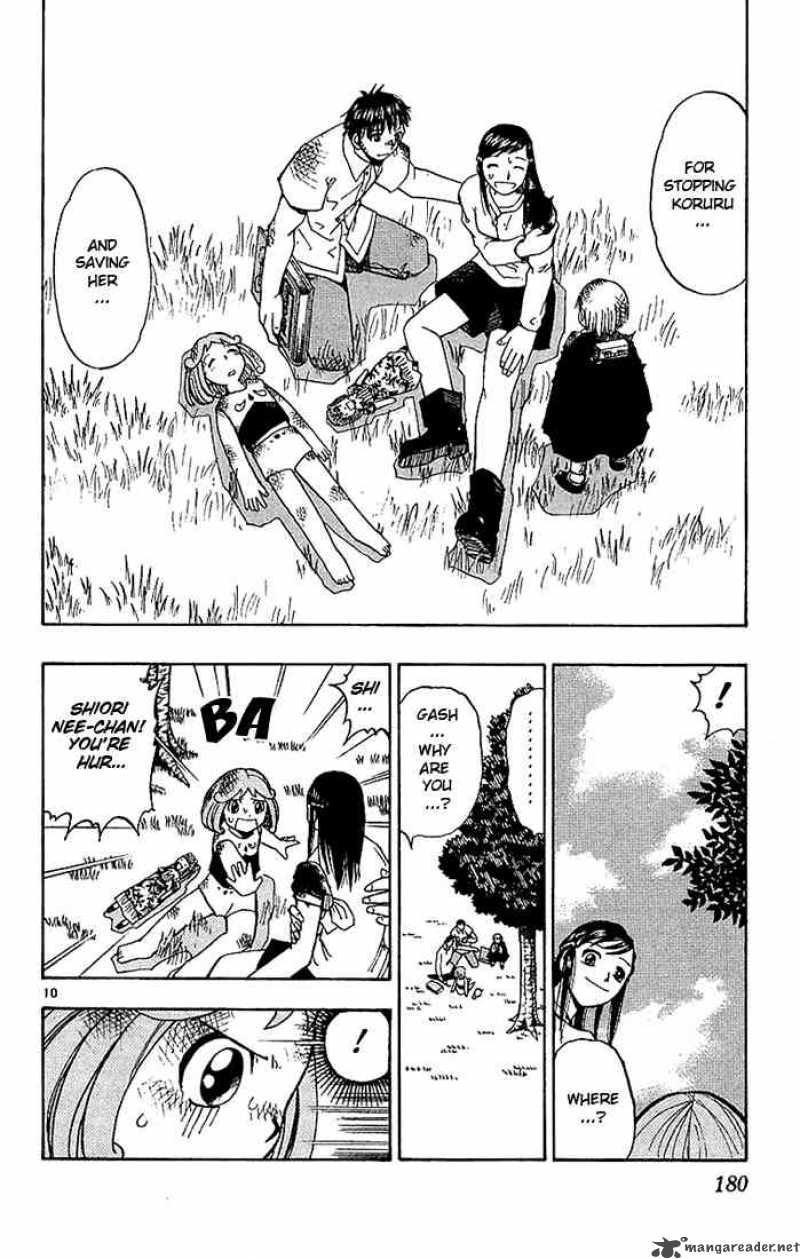 FOR
STOPPING
KORURU
...
AND
SAVING
HER
...
!
WHERE
...?
.........
GASH
...
WHY
ARE
YOU
...?
SHI
...
BA
SHIORI
NEE-CHAN!
YOU'RE
HUR...
10
!
180
mangareader.net